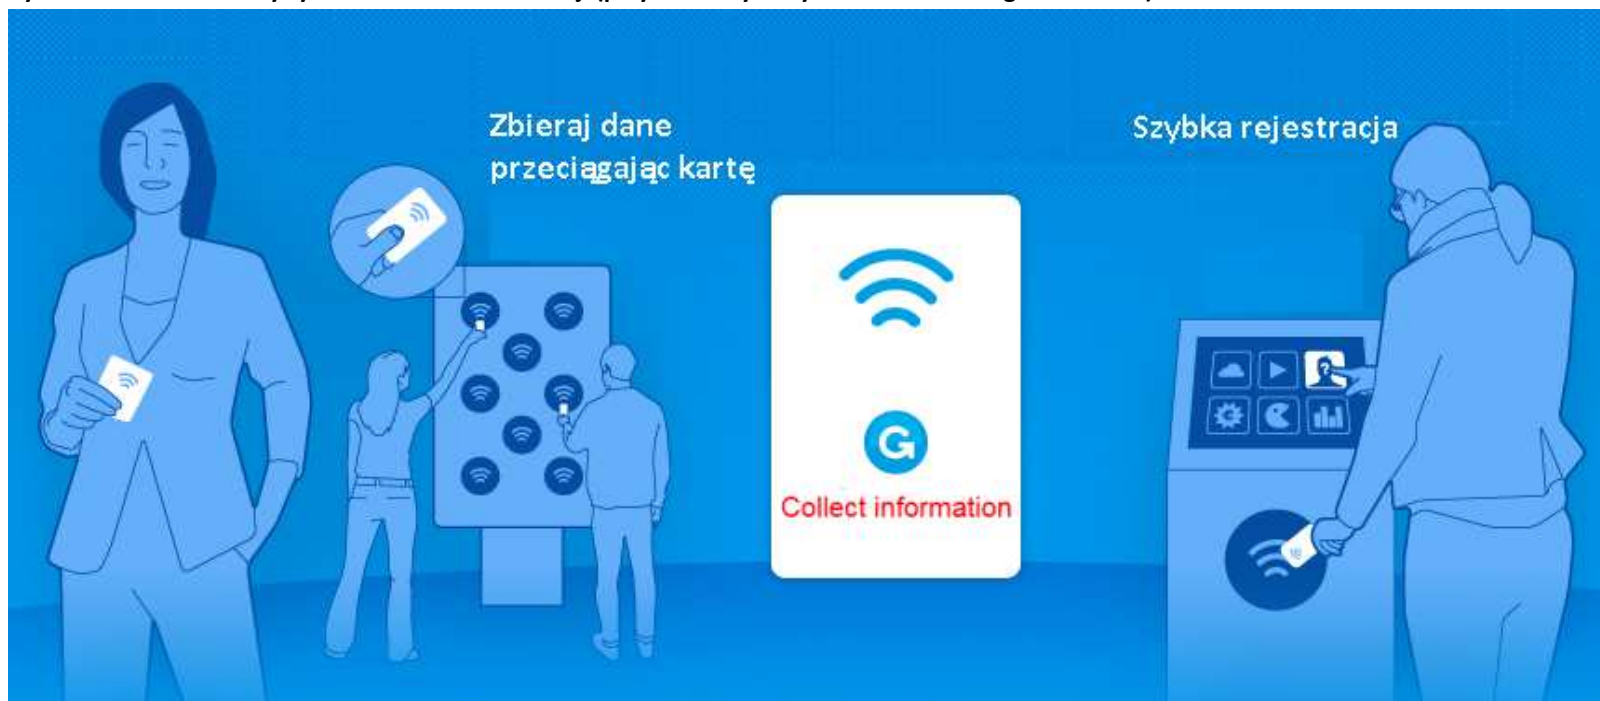 Zbieraj dane
przeciągając kartę
Szybka rejestracja
G
Collect information
?